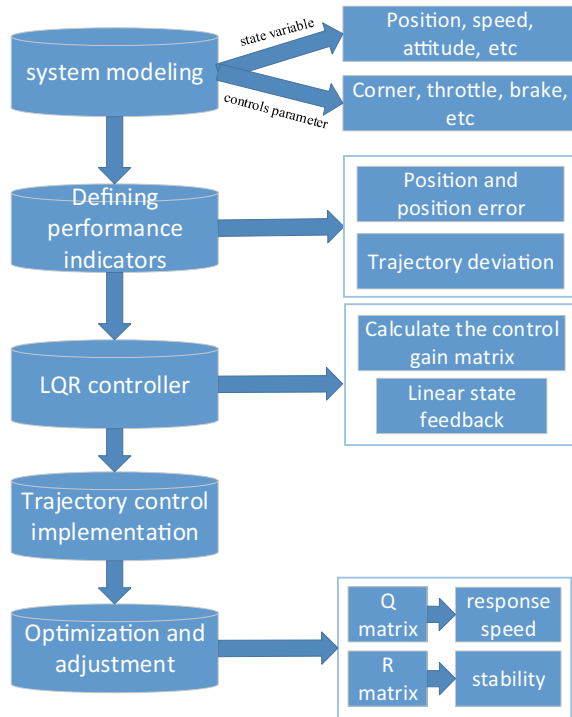 system modeling
state variable
controls parameter
Position, speed,
attitude, etc
Corner, throttle, brake,
etc
Defining
performance
indicators
Position and
position error
Trajectory deviation
LQR controller
Calculate the control
gain matrix
Linear state
feedback
Trajectory control
implementation
Optimization and
adjustment
Q
matrix
response
speed
R
matrix
stability